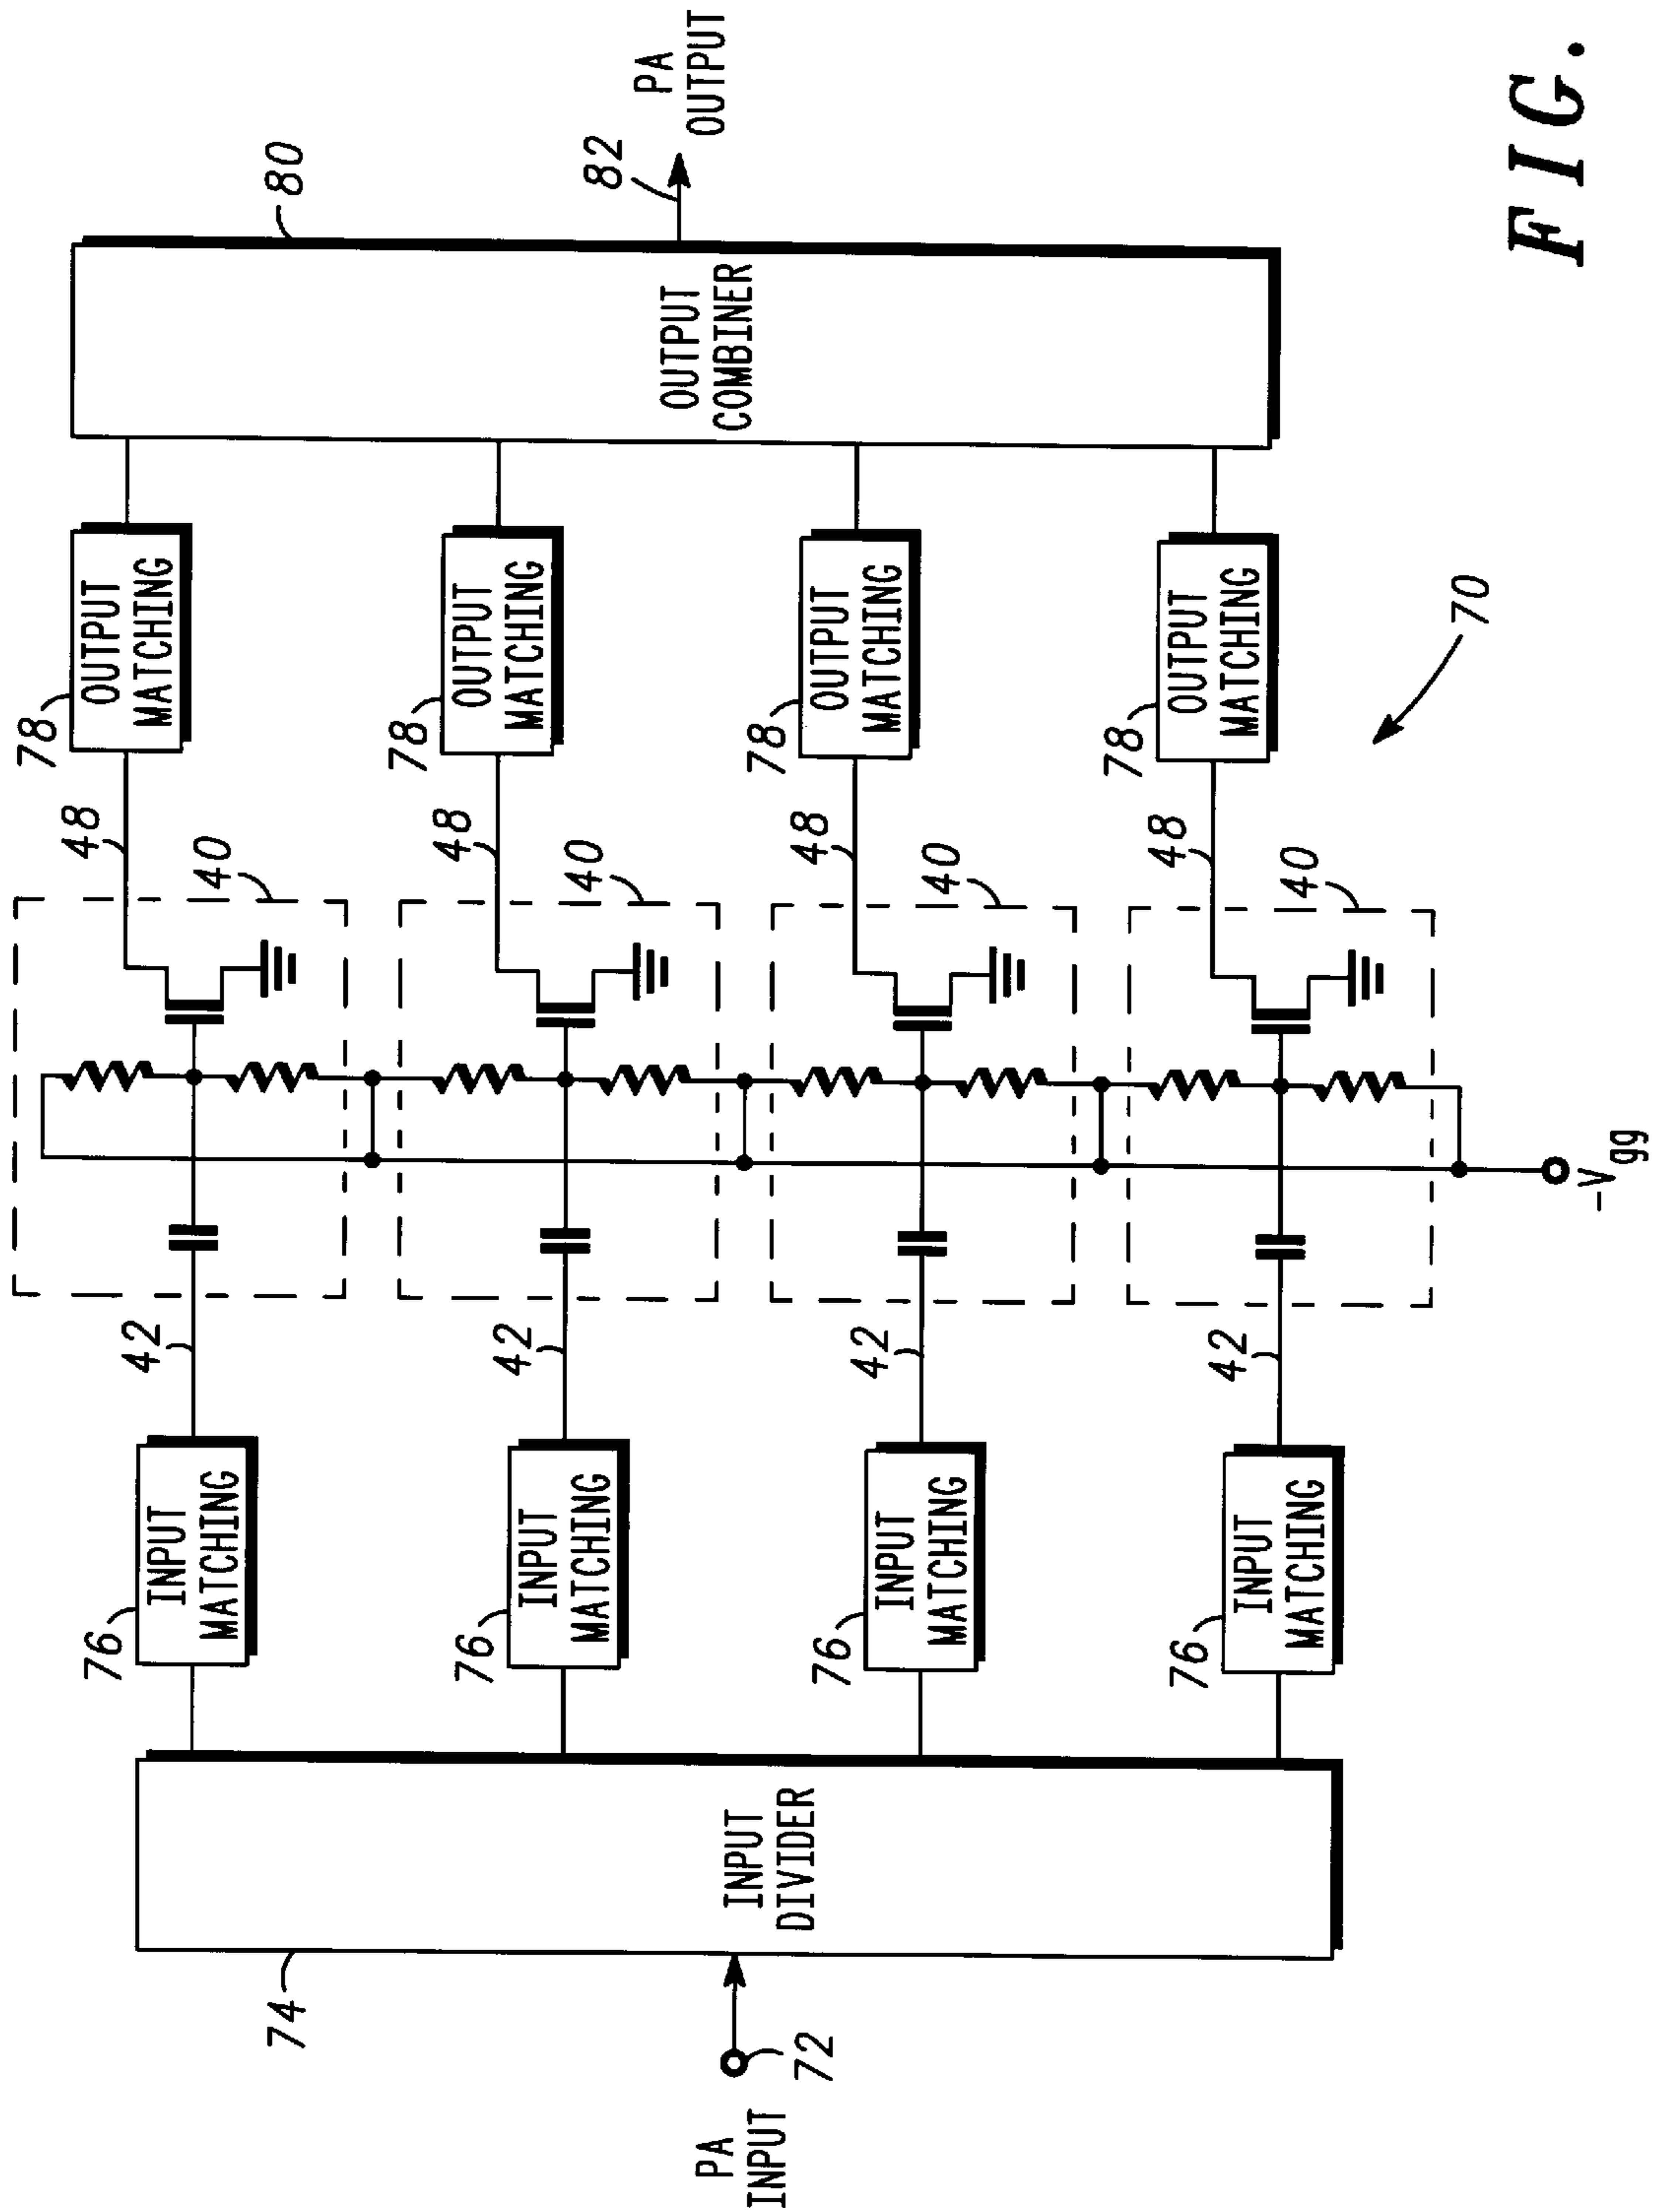 78
OUTPUT
MATCHING
48
40
42
76
INPUT
MATCHING
78
OUTPUT
MATCHING
48
40
42
76
INPUT
MATCHING
78
OUTPUT
MATCHING
48
40
42
76
INPUT
MATCHING
78
OUTPUT
MATCHING
48
40
42
76
INPUT
MATCHING
PA
INPUT
72
74
INPUT
DIVIDER
80
OUTPUT
COMBINER
82
PA
OUTPUT
-Vgg
70
FIG.